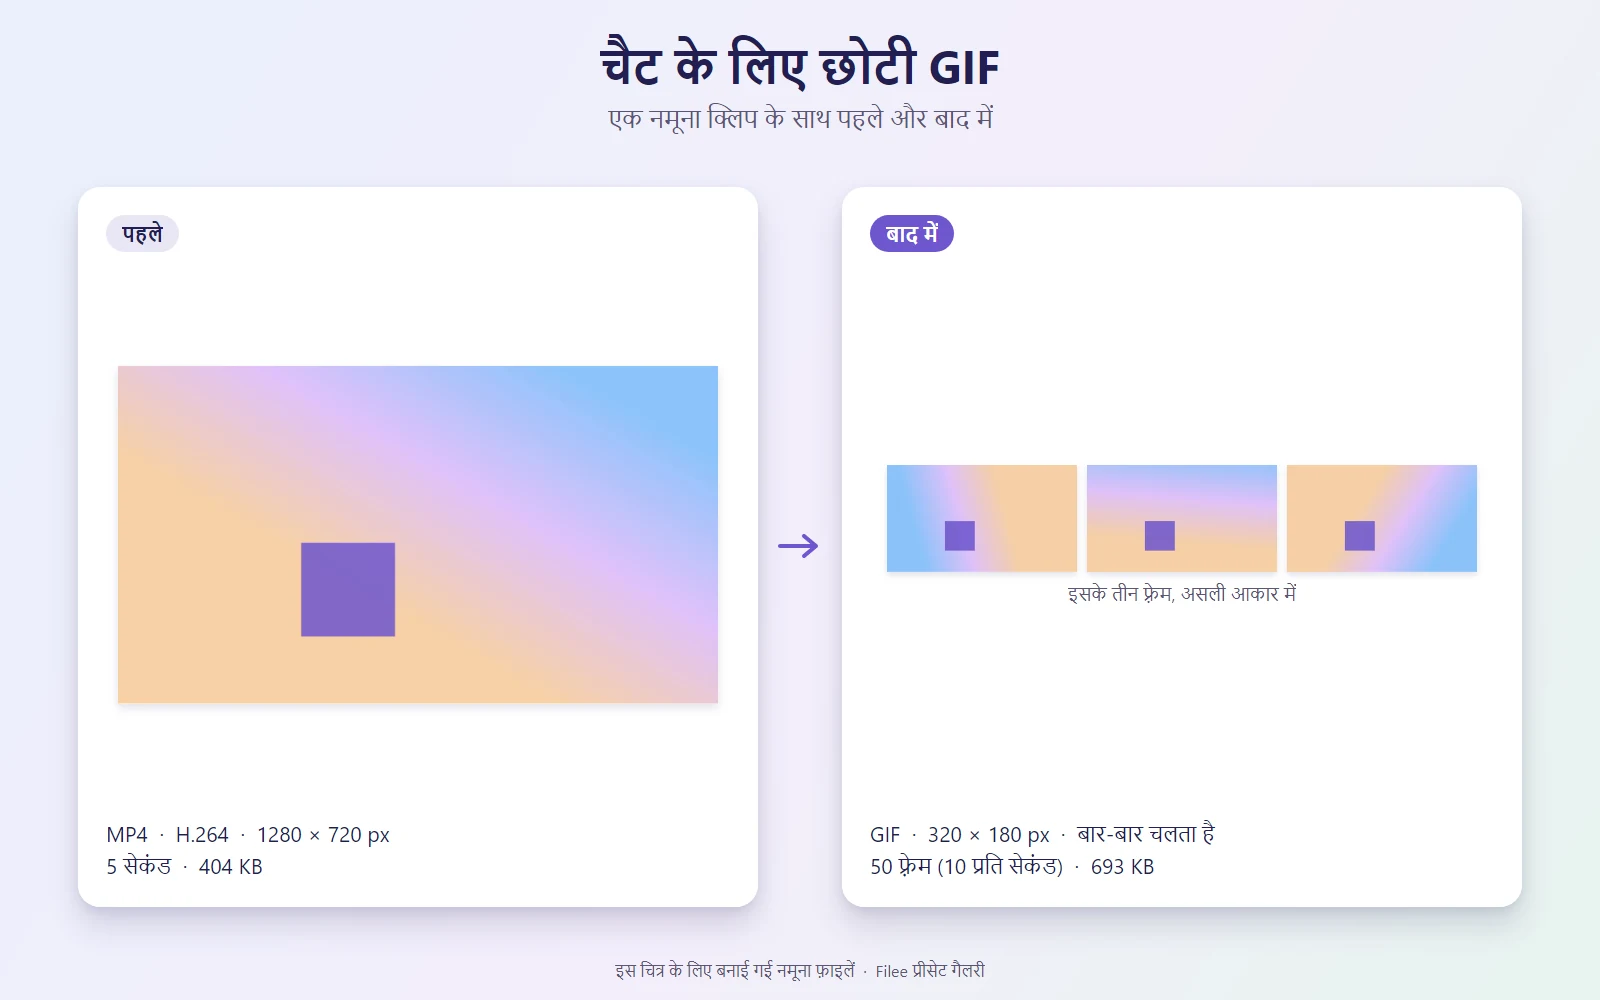 चैट के लिए छोटी GIF
एक नमूना क्लिप के साथ पहले और बाद में
पहले
MP4 · H.264 · 1280 × 720 px
5 सेकंड · 404 KB
बाद में
इसके तीन फ़्रेम, असली आकार में
GIF · 320 × 180 px · बार-बार चलता है
50 फ़्रेम (10 प्रति सेकंड) · 693 KB
इस चित्र के लिए बनाई गई नमूना फ़ाइलें · Filee प्रीसेट गैलरी